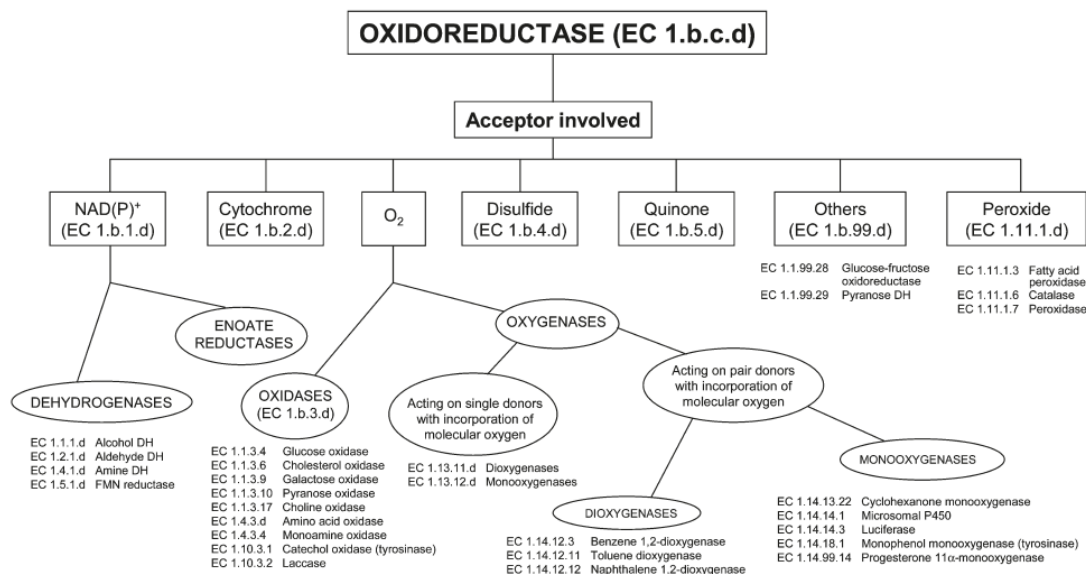 OXIDOREDUCTASE (EC 1.b.c.d)
Acceptor involved
NAD(P)⁺
(EC 1.b.1.d)
Cytochrome
(EC 1.b.2.d)
O₂
Disulfide
(EC 1.b.4.d)
Quinone
(EC 1.b.5.d)
Others
(EC 1.b.99.d)
Peroxide
(EC 1.11.1.d)
EC 1.1.99.28 Glucose-fructose
oxidoreductase
EC 1.1.99.29 Pyranose DH
EC 1.11.1.3 Fatty acid
peroxidase
EC 1.11.1.6 Catalase
EC 1.11.1.7 Peroxidase
ENOATE
REDUCTASES
OXYGENASES
DEHYDROGENASES
OXIDASES
(EC 1.b.3.d)
Acting on single donors
with incorporation of
molecular oxygen
Acting on pair donors
with incorporation of
molecular oxygen
EC 1.1.1.d Alcohol DH
EC 1.2.1.d Aldehyde DH
EC 1.4.1.d Amine DH
EC 1.5.1.d FMN reductase
EC 1.1.3.4 Glucose oxidase
EC 1.1.3.6 Cholesterol oxidase
EC 1.1.3.9 Galactose oxidase
EC 1.1.3.10 Pyranose oxidase
EC 1.1.3.17 Choline oxidase
EC 1.4.3.d Amino acid oxidase
EC 1.4.3.4 Monoamine oxidase
EC 1.10.3.1 Catechol oxidase (tyrosinase)
EC 1.10.3.2 Laccase
EC 1.13.11.d Dioxygenases
EC 1.13.12.d Monooxygenases
MONOOXYGENASES
DIOXYGENASES
EC 1.14.12.3 Benzene 1,2-dioxygenase
EC 1.14.12.11 Toluene dioxygenase
EC 1.14.12.12 Naphthalene 1,2-dioxygenase
EC 1.14.13.22 Cyclohexanone monooxygenase
EC 1.14.14.1 Microsomal P450
EC 1.14.14.3 Luciferase
EC 1.14.18.1 Monophenol monooxygenase (tyrosinase)
EC 1.14.99.14 Progesterone 11α-monooxygenase